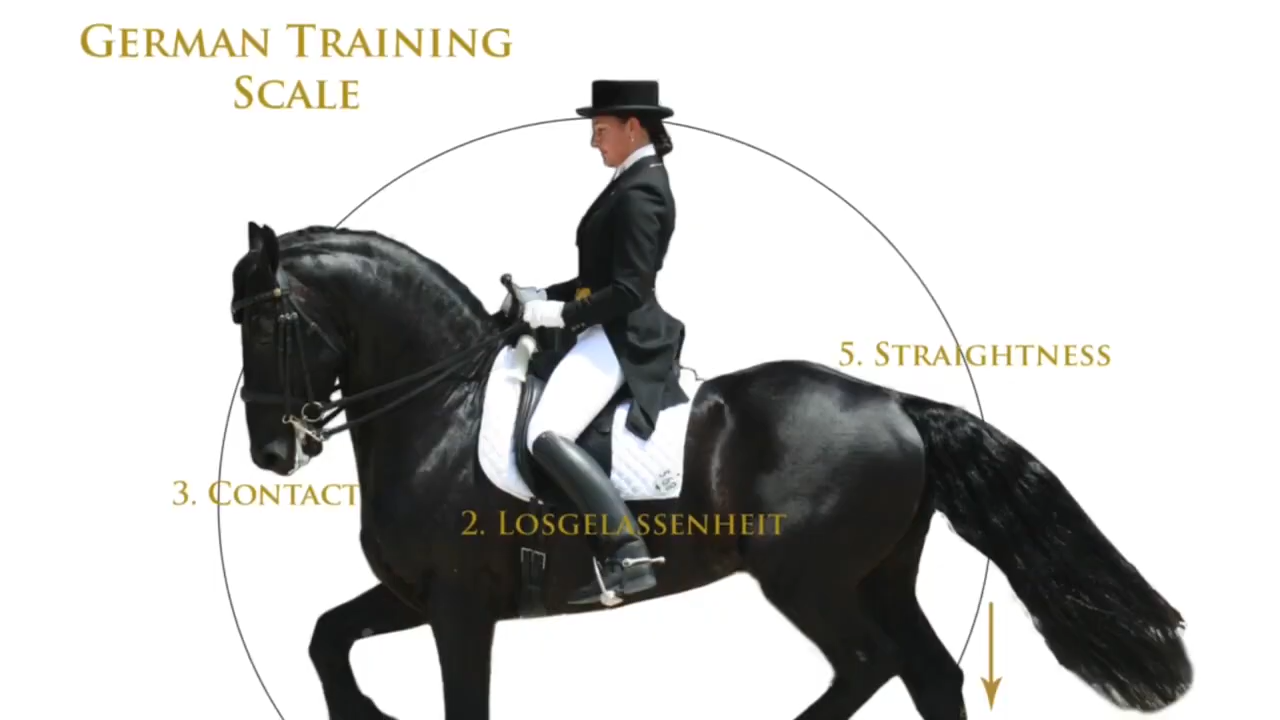 GERMAN TRAINING
SCALE
5. STRAIGHTNESS
3. CONTACT
2. LOSGELASSENHEIT